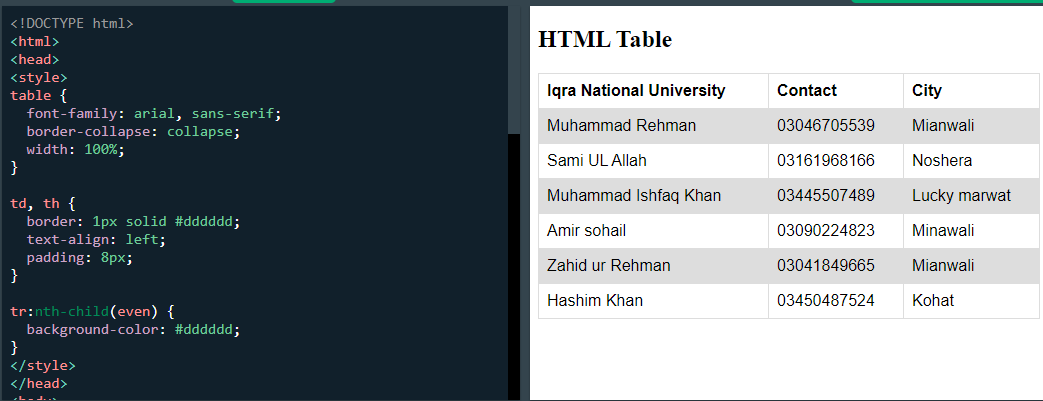 <!DOCTYPE html>
<html>
<head>
<style>
table {
  font-family: arial, sans-serif;
  border-collapse: collapse;
  width: 100%;
}

td, th {
  border: 1px solid #dddddd;
  text-align: left;
  padding: 8px;
}

tr:nth-child(even) {
  background-color: #dddddd;
}
</style>
</head>
<body>
HTML Table
Iqra National University Contact City
Muhammad Rehman 03046705539 Mianwali
Sami UL Allah 03161968166 Noshera
Muhammad Ishfaq Khan 03445507489 Lucky marwat
Amir sohail 03090224823 Minawali
Zahid ur Rehman 03041849665 Mianwali
Hashim Khan 03450487524 Kohat